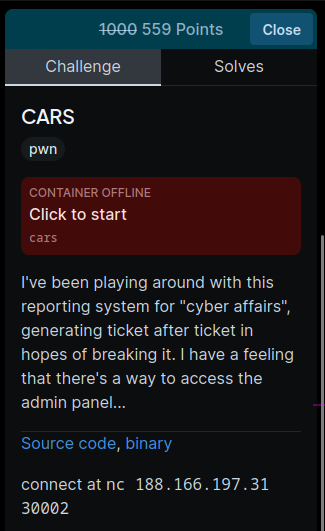 1000 559 Points Close
Challenge Solves
CARS
pwn
CONTAINER OFFLINE
Click to start
cars
I've been playing around with this
reporting system for "cyber affairs",
generating ticket after ticket in
hopes of breaking it. I have a feeling
that there's a way to access the
admin panel...
Source code, binary
connect at nc 188.166.197.31
30002